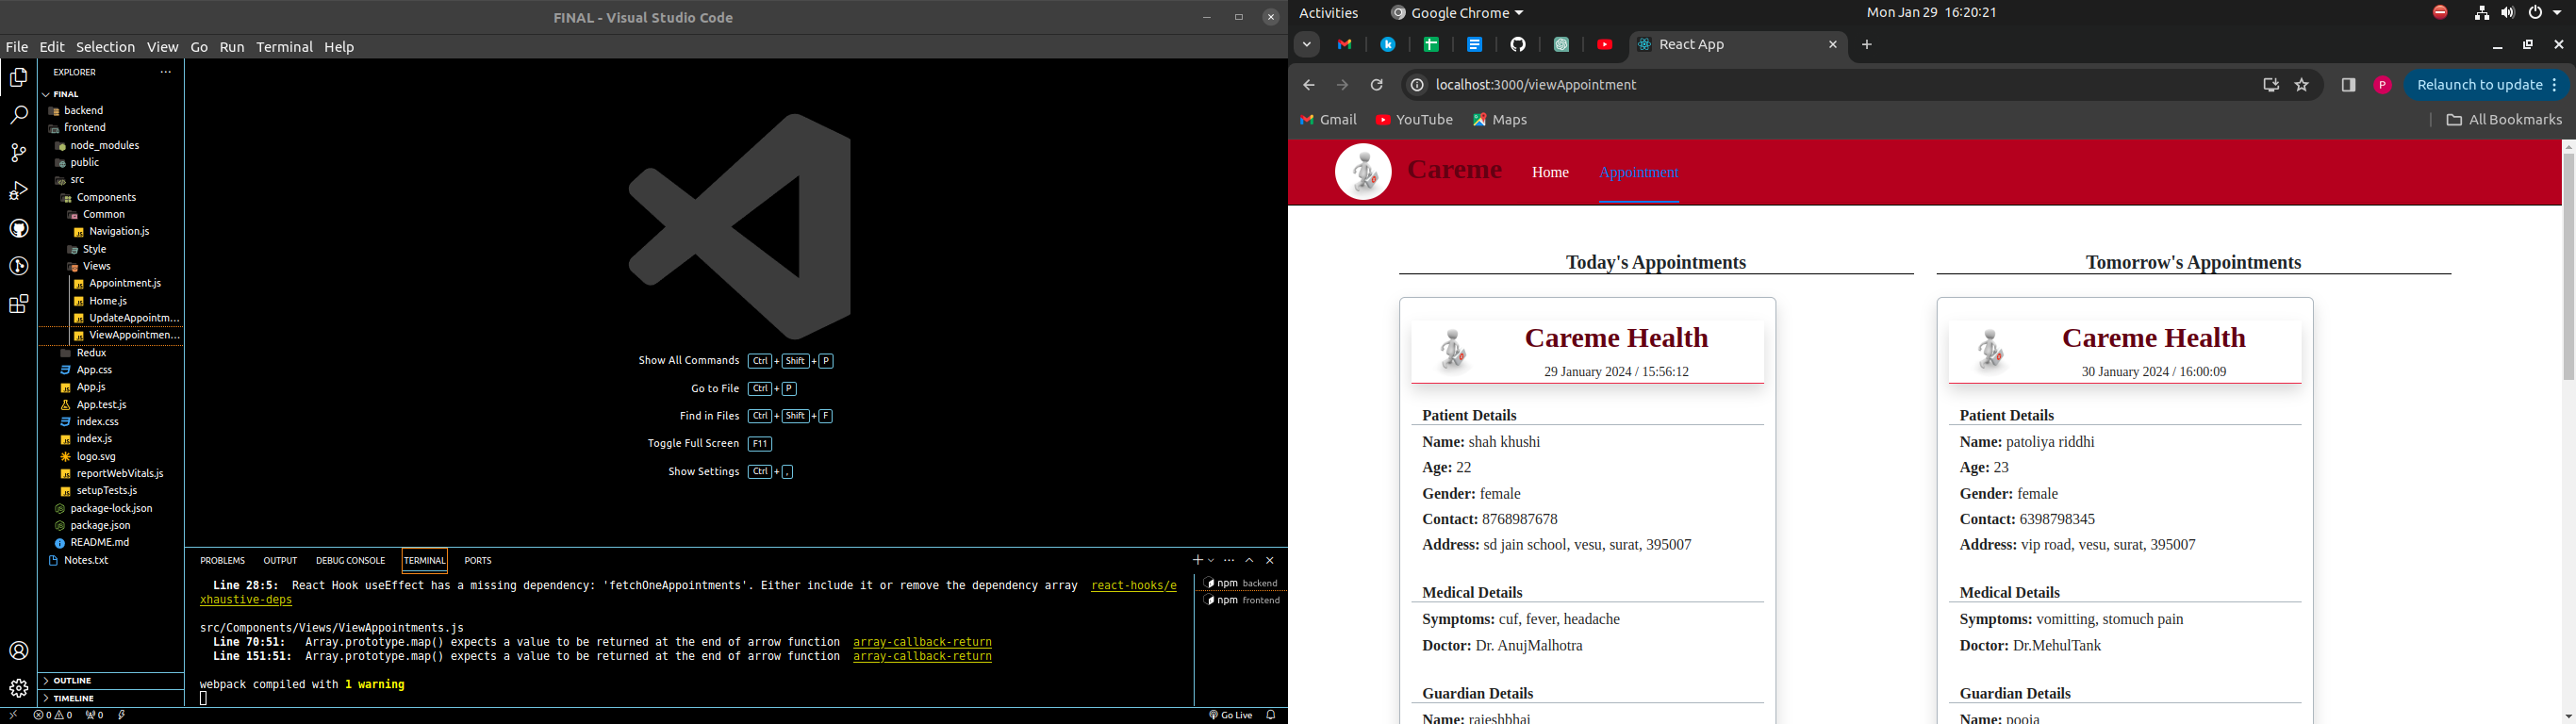 FINAL - Visual Studio Code
File Edit Selection View Go Run Terminal Help
EXPLORER
FINAL
backend
frontend
node_modules
public
src
Components
Common
Navigation.js
Style
Views
Appointment.js
Home.js
UpdateAppointm...
ViewAppointmen...
Redux
App.css
App.js
App.test.js
index.css
index.js
logo.svg
reportWebVitals.js
setupTests.js
package-lock.json
package.json
README.md
Notes.txt
OUTLINE
TIMELINE
Show All Commands Ctrl + Shift + P
Go to File Ctrl + P
Find in Files Ctrl + Shift + F
Toggle Full Screen F11
Show Settings Ctrl + ,
PROBLEMS OUTPUT DEBUG CONSOLE TERMINAL PORTS
Line 28:5: React Hook useEffect has a missing dependency: 'fetchOneAppointments'. Either include it or remove the dependency array react-hooks/e
xhaustive-deps
src/Components/Views/ViewAppointments.js
Line 70:51: Array.prototype.map() expects a value to be returned at the end of arrow function array-callback-return
Line 151:51: Array.prototype.map() expects a value to be returned at the end of arrow function array-callback-return
webpack compiled with 1 warning
npm backend
npm frontend
0 0 0
Go Live
Activities Google Chrome Mon Jan 29 16:20:21
React App
localhost:3000/viewAppointment
P
Relaunch to update
Gmail YouTube Maps All Bookmarks
Careme Home Appointment
Today's Appointments
Careme Health
29 January 2024 / 15:56:12
Patient Details
Name: shah khushi
Age: 22
Gender: female
Contact: 8768987678
Address: sd jain school, vesu, surat, 395007
Medical Details
Symptoms: cuf, fever, headache
Doctor: Dr. AnujMalhotra
Guardian Details
Name: rajeshbhai
Tomorrow's Appointments
Careme Health
30 January 2024 / 16:00:09
Patient Details
Name: patoliya riddhi
Age: 23
Gender: female
Contact: 6398798345
Address: vip road, vesu, surat, 395007
Medical Details
Symptoms: vomitting, stomuch pain
Doctor: Dr.MehulTank
Guardian Details
Name: pooja